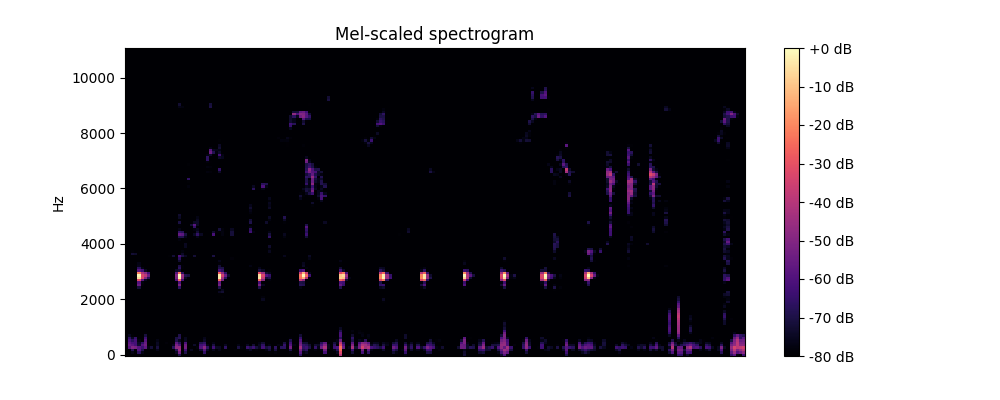 Mel-scaled spectrogram
Hz
10000
8000
6000
4000
2000
0
+0 dB
-10 dB
-20 dB
-30 dB
-40 dB
-50 dB
-60 dB
-70 dB
-80 dB